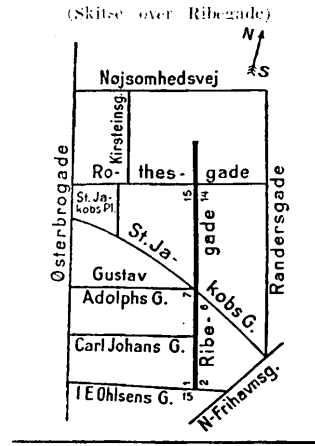 (Skitse over Ribegade)
N
S
Nøjsomhedsvej
Kirsteinsg.
Ro- thes- gade
15 14
St. Ja-
kobs Pl.
Østerbrogade
Randersgade
St. Ja- kobs G.
Ribe- gade
Gustav
Adolphs G.
7 6
Carl Johans G.
1 2
I E Ohlsens G.
15
N-Frihavnsg.